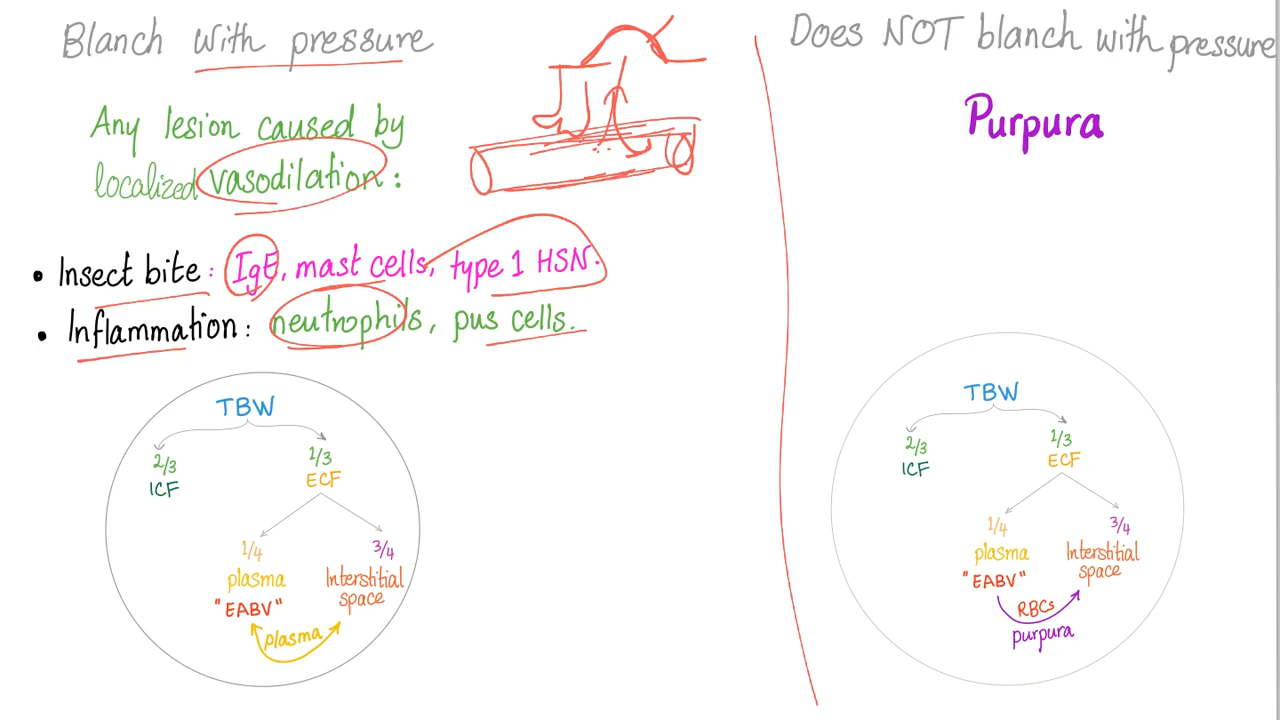 Blanch with pressure
Any lesion caused by
localized vasodilation:
• Insect bite: IgE, mast cells, type 1 HSN.
• Inflammation: neutrophils, pus cells.
TBW
2/3
ICF
1/3
ECF
1/4
plasma
"EABV"
3/4
Interstitial
space
plasma
Does NOT blanch with pressure
Purpura
TBW
2/3
ICF
1/3
ECF
1/4
plasma
"EABV"
3/4
Interstitial
space
RBCs
purpura